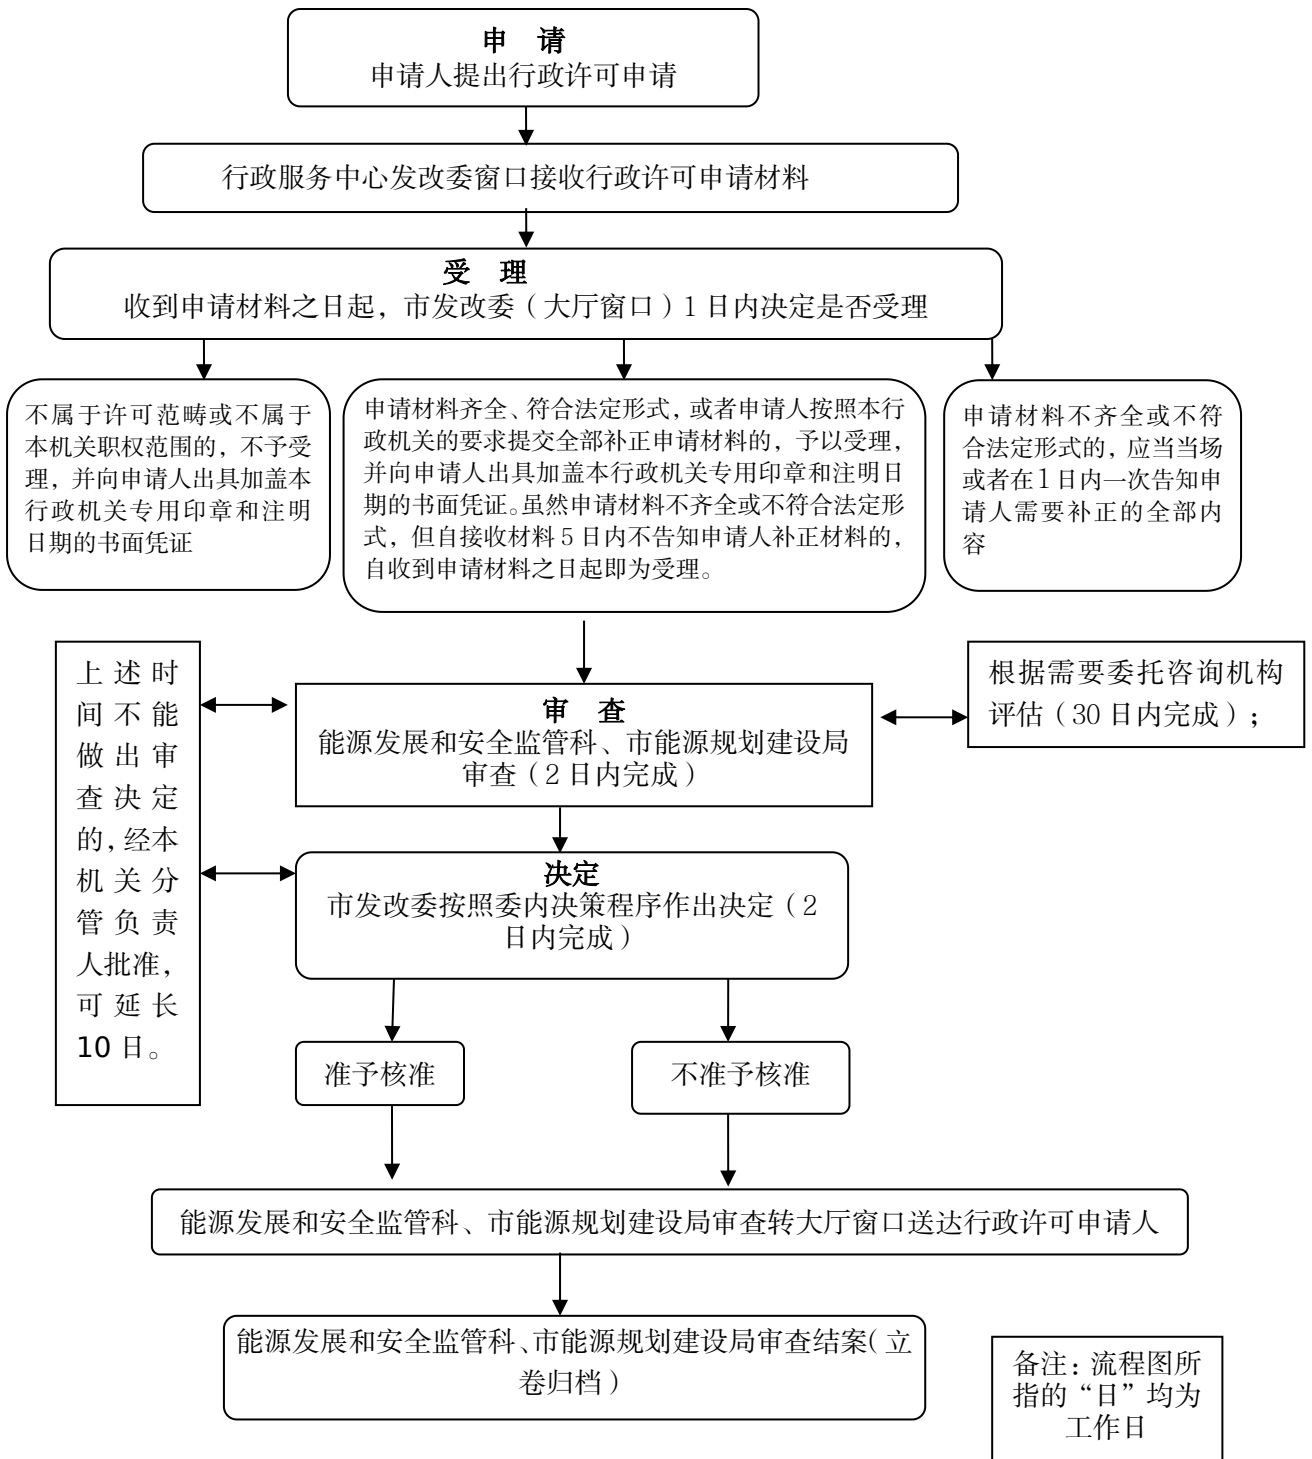 申 请
申请人提出行政许可申请
行政服务中心发改委窗口接收行政许可申请材料
受 理
收到申请材料之日起，市发改委（大厅窗口）1日内决定是否受理
不属于许可范畴或不属于
本机关职权范围的，不予受
理，并向申请人出具加盖本
行政机关专用印章和注明
日期的书面凭证
申请材料齐全、符合法定形式，或者申请人按照本行
政机关的要求提交全部补正申请材料的，予以受理，
并向申请人出具加盖本行政机关专用印章和注明日
期的书面凭证。虽然申请材料不齐全或不符合法定形
式，但自接收材料5日内不告知申请人补正材料的，
自收到申请材料之日起即为受理。
申请材料不齐全或不符
合法定形式的，应当当场
或者在1日内一次告知申
请人需要补正的全部内
容
上述时
间不能
做出审
查决定
的，经本
机关分
管负责
人批准，
可延长
10日。
审 查
能源发展和安全监管科、市能源规划建设局
审查（2日内完成）
根据需要委托咨询机构
评估（30日内完成）；
决定
市发改委按照委内决策程序作出决定（2
日内完成）
准予核准
不准予核准
能源发展和安全监管科、市能源规划建设局审查转大厅窗口送达行政许可申请人
能源发展和安全监管科、市能源规划建设局审查结案（立
卷归档）
备注：流程图所
指的“日”均为
工作日